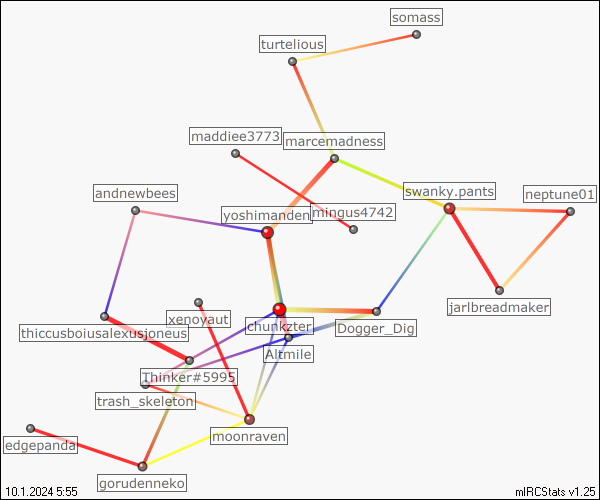 somass
turtelious
maddiee3773
marcemadness
andnewbees
swanky.pants
neptune01
yoshimanden
mingus4742
xenovaut
jarlbreadmaker
thiccusboiusalexusjoneus
chunkzter
Dogger_Dig
Altmile
Thinker#5995
trash_skeleton
moonraven
edgepanda
gorudenneko
10.1.2024 5:55
mIRCStats v1.25